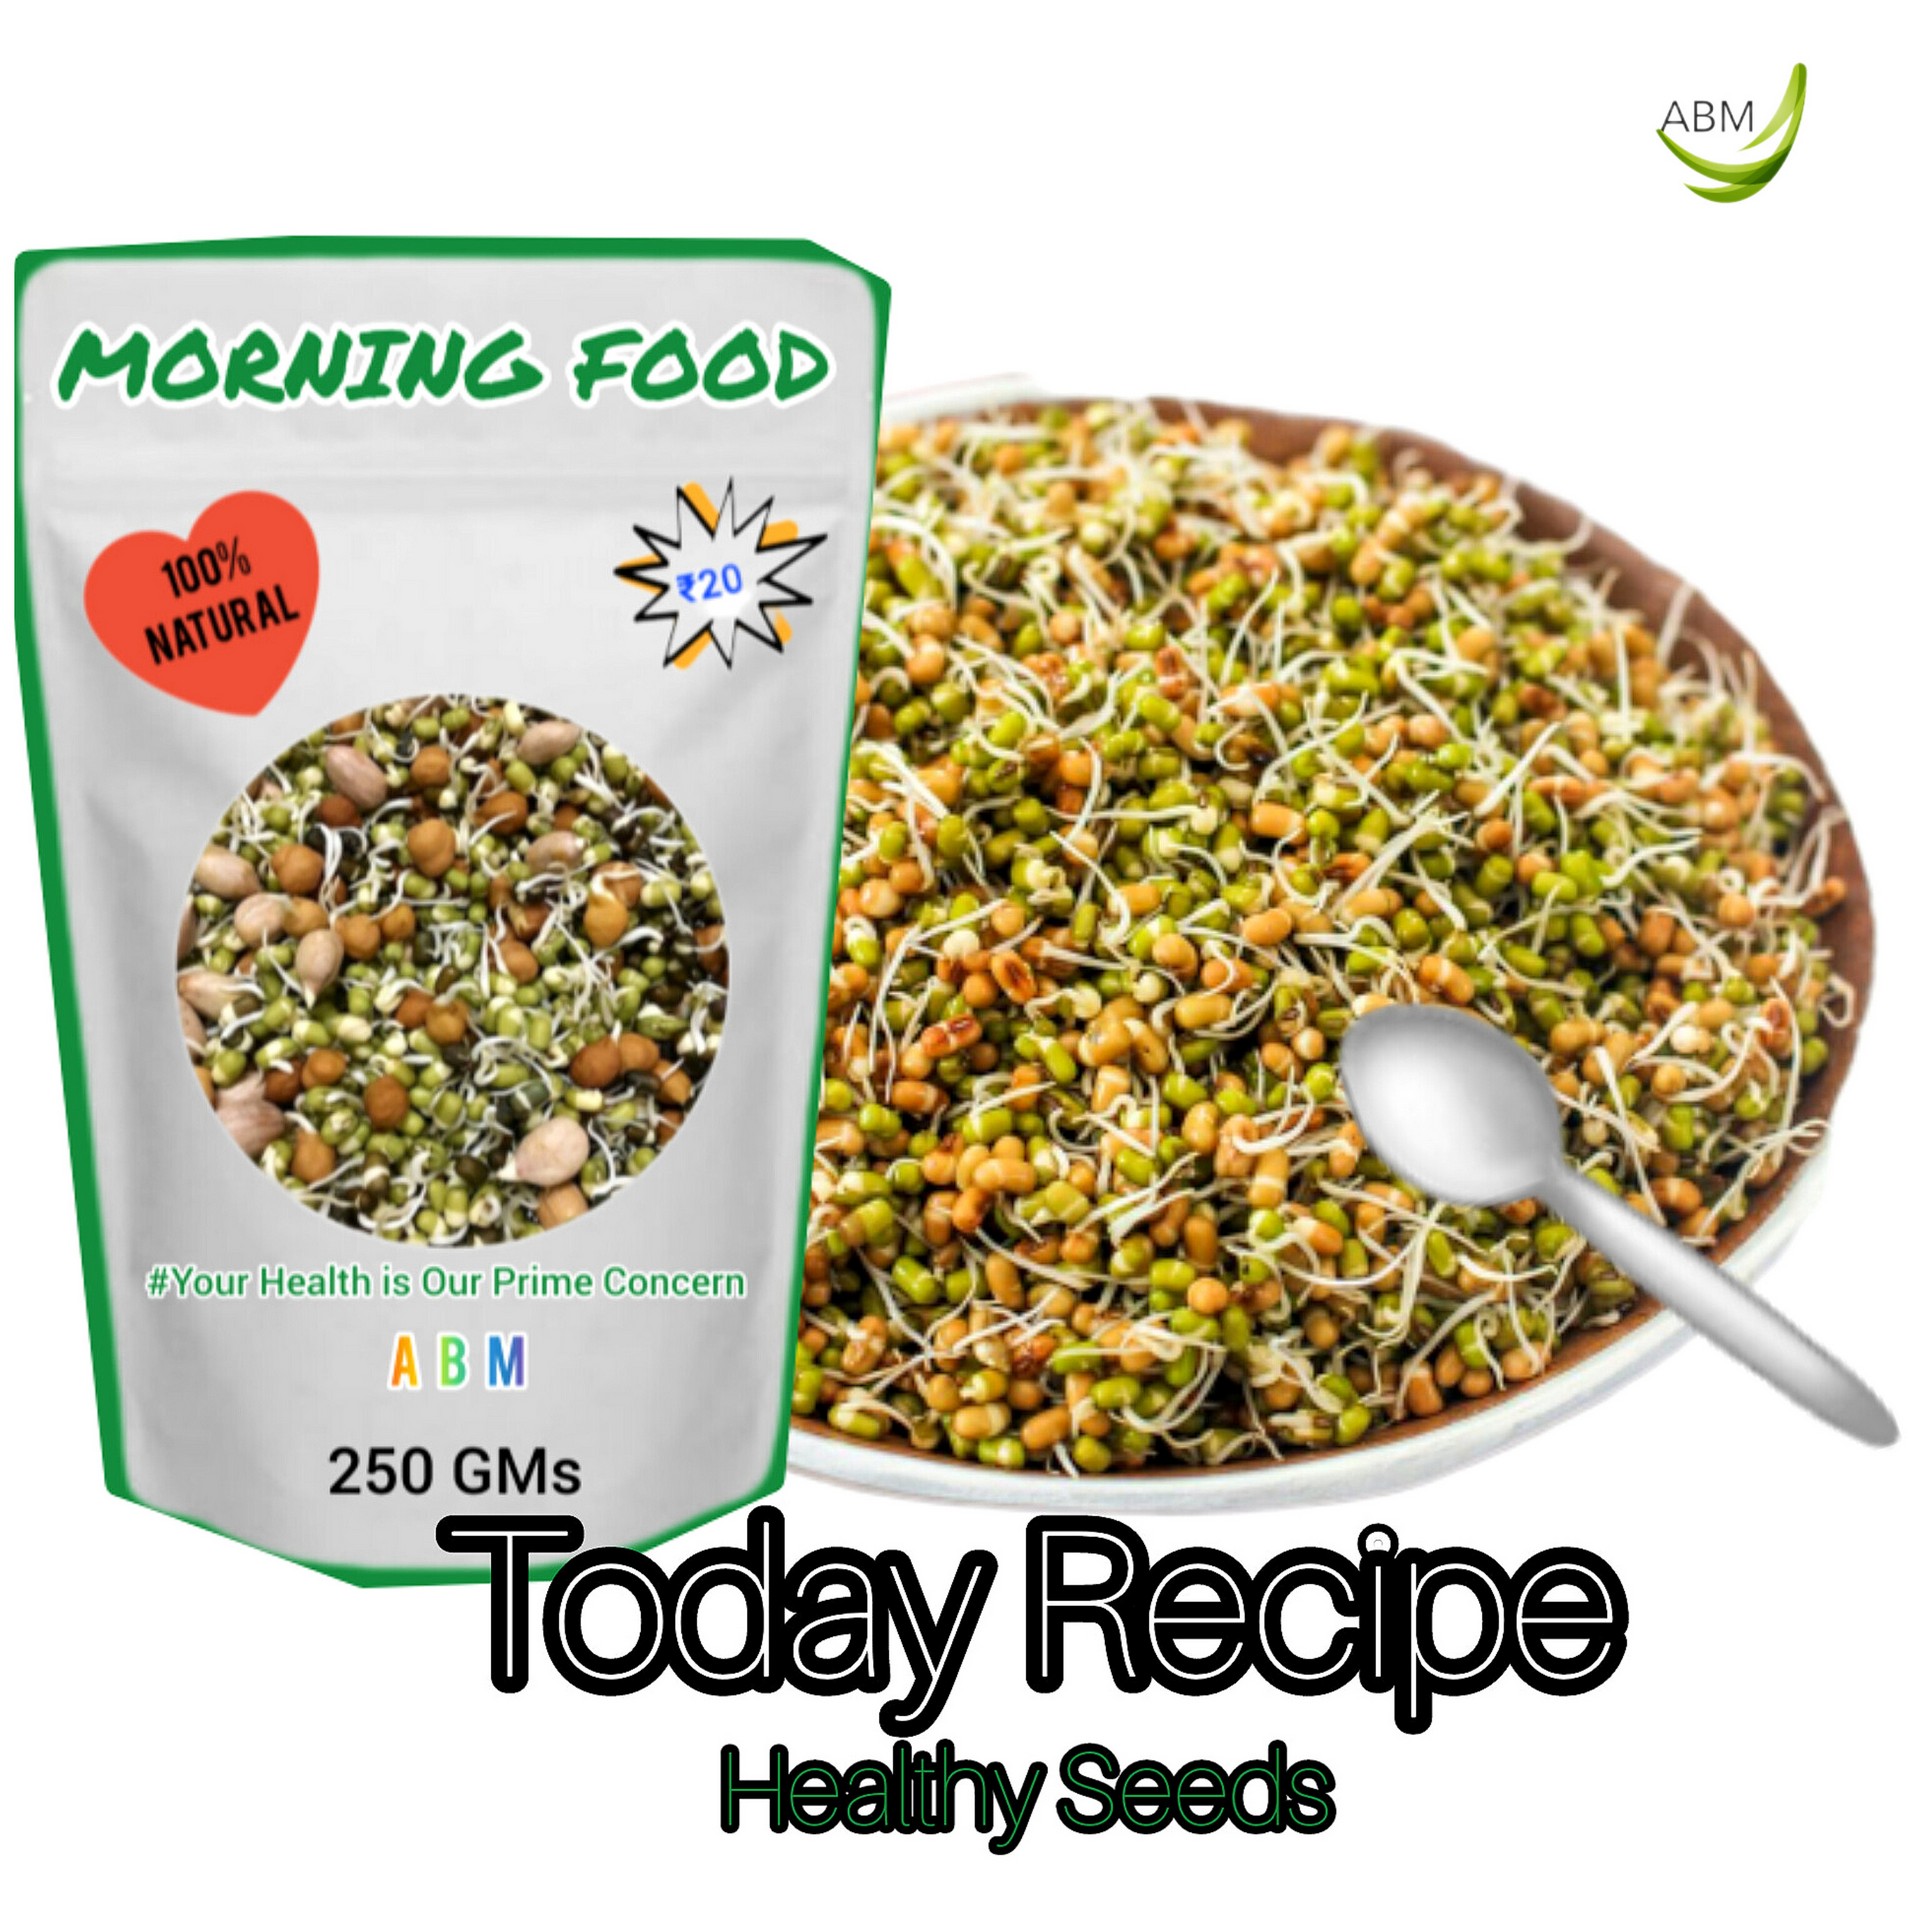 ABM
MORNING FOOD
100%
NATURAL
₹20
#Your Health is Our Prime Concern
A B M
250 GMs
Today Recipe
Healthy Seeds